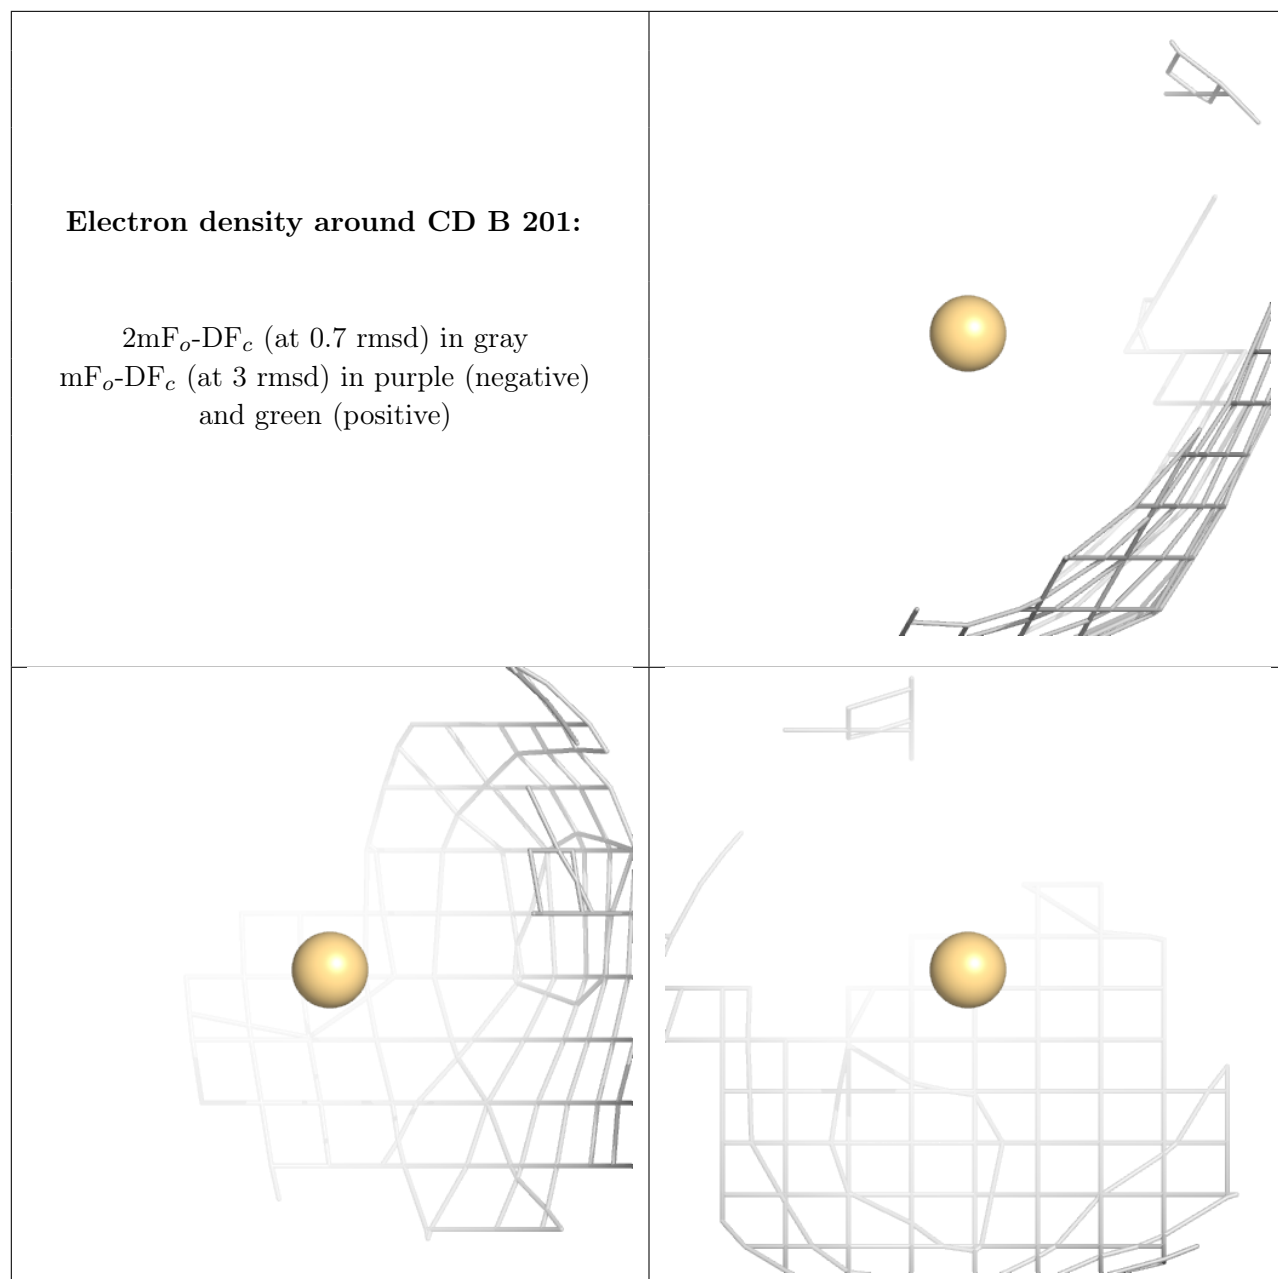 Electron density around CD B 201:
2mFₒ-DF𝒸 (at 0.7 rmsd) in gray
mFₒ-DF𝒸 (at 3 rmsd) in purple (negative)
and green (positive)